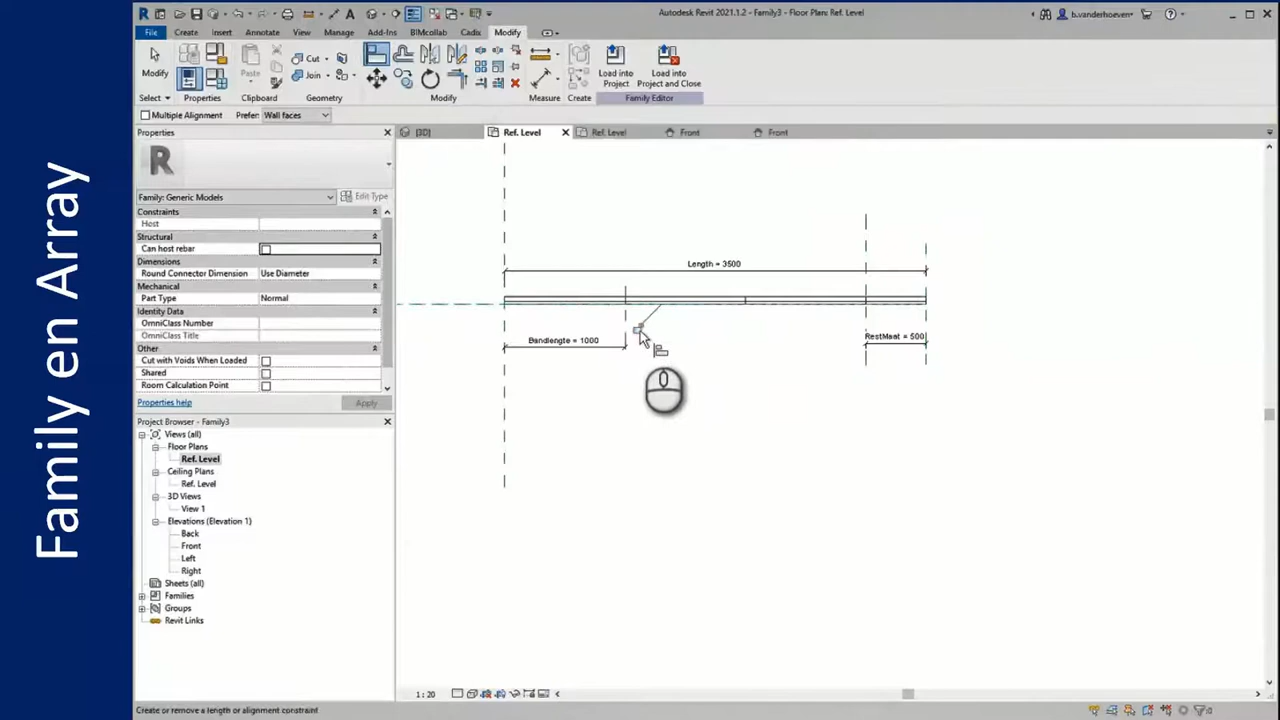 Family en Array
Autodesk Revit 2021.1.2 - Family3 - Floor Plan: Ref. Level
b.vanderhoeven
File Create Insert Annotate View Manage Add-Ins BIMcollab Cadix Modify
Modify
Paste
Cut
Join
Load into
Project
Load into
Project and Close
Select Properties Clipboard Geometry Modify Measure Create Family Editor
Multiple Alignment Prefer: Wall faces
Properties
[3D] Ref. Level Ref. Level Front Front
R
Family: Generic Models Edit Type
Constraints
Host
Structural
Can host rebar
Dimensions
Round Connector Dimension Use Diameter
Mechanical
Part Type Normal
Identity Data
OmniClass Number
OmniClass Title
Other
Cut with Voids When Loaded
Shared
Room Calculation Point
Properties help Apply
Length = 3500
Bandlengte = 1000
RestMaat = 500
Project Browser - Family3
Views (all)
Floor Plans
Ref. Level
Ceiling Plans
Ref. Level
3D Views
View 1
Elevations (Elevation 1)
Back
Front
Left
Right
Sheets (all)
Families
Groups
Revit Links
1 : 20
Create or remove a length or alignment constraint
:0